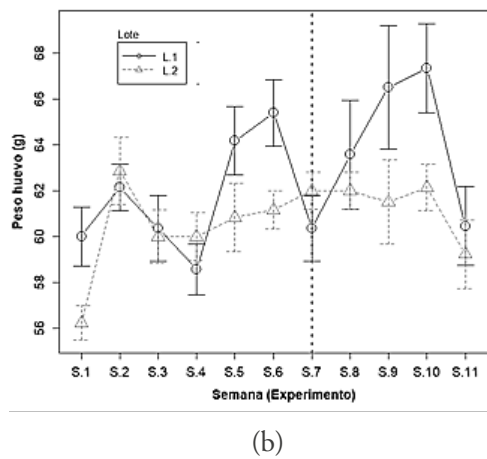 Lote
L.1
L.2
Peso huevo (g)
68
66
64
62
60
58
56
S.1 S.2 S.3 S.4 S.5 S.6 S.7 S.8 S.9 S.10 S.11
Semana (Experimento)
(b)